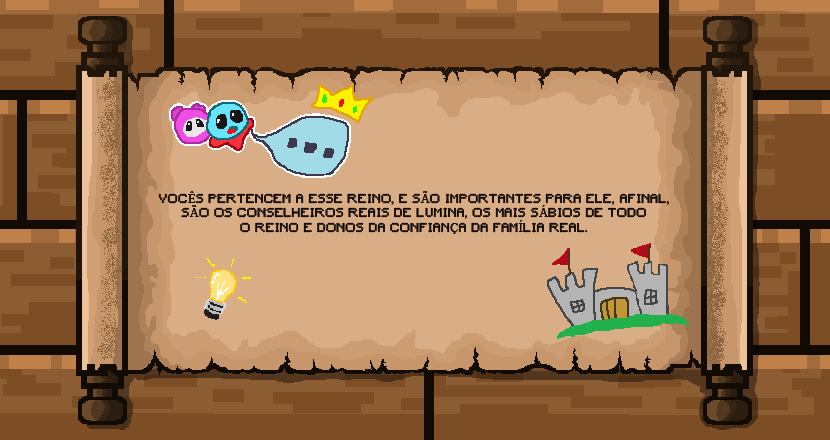 VOCÊS PERTENCEM A ESSE REINO, E SÃO IMPORTANTES PARA ELE, AFINAL,
SÃO OS CONSELHEIROS REAIS DE LUMINA, OS MAIS SÁBIOS DE TODO
O REINO E DONOS DA CONFIANÇA DA FAMÍLIA REAL.